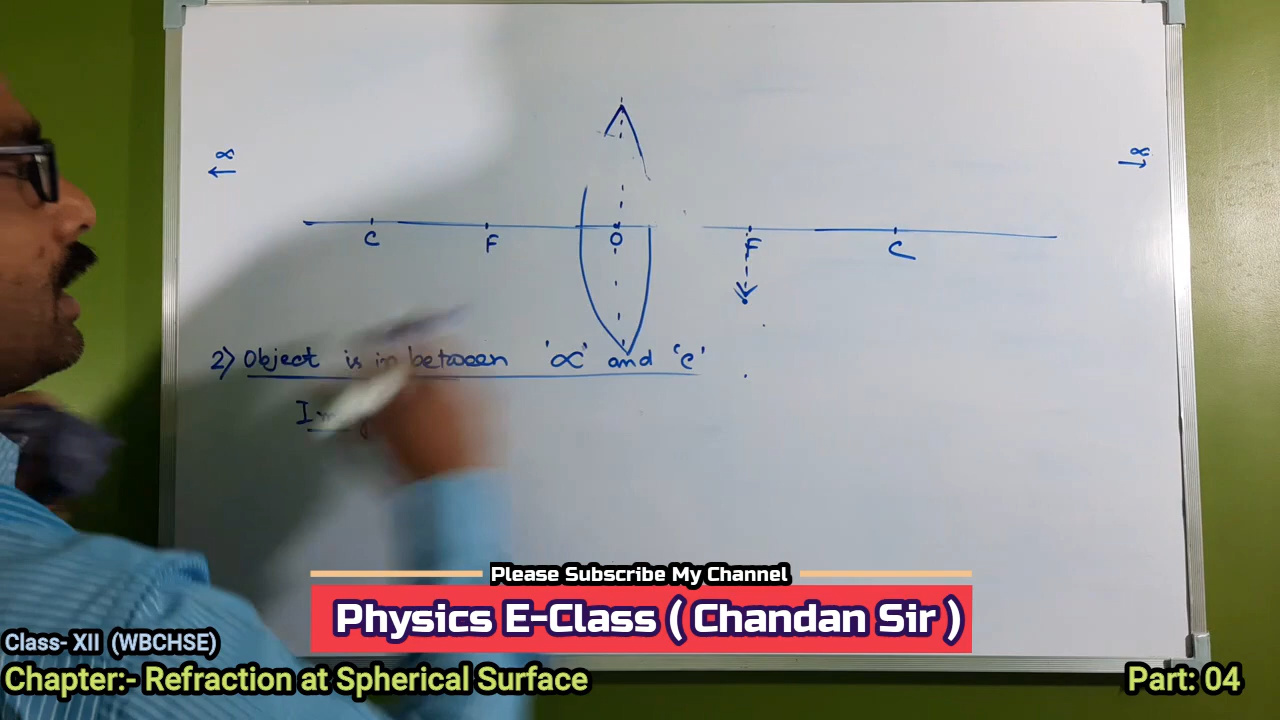 ∝ ∝
C F O F C
2) Object is in between '∝' and 'C'
Please Subscribe My Channel
Physics E-Class ( Chandan Sir )
Class- XII (WBCHSE)
Chapter:- Refraction at Spherical Surface
Part: 04